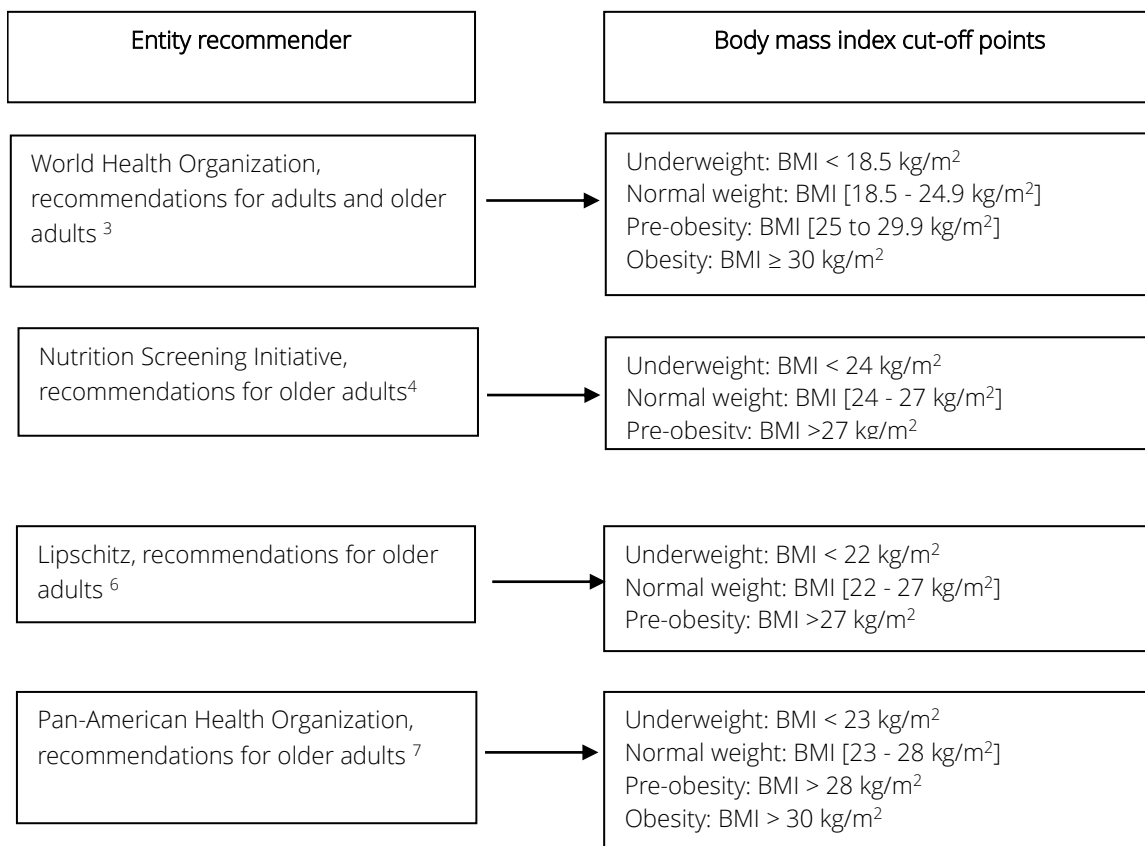 Entity recommender
Body mass index cut-off points
World Health Organization,
recommendations for adults and older
adults ³
Underweight: BMI < 18.5 kg/m²
Normal weight: BMI [18.5 - 24.9 kg/m²]
Pre-obesity: BMI [25 to 29.9 kg/m²]
Obesity: BMI ≥ 30 kg/m²
Nutrition Screening Initiative,
recommendations for older adults⁴
Underweight: BMI < 24 kg/m²
Normal weight: BMI [24 - 27 kg/m²]
Pre-obesity: BMI >27 kg/m²
Lipschitz, recommendations for older
adults ⁶
Underweight: BMI < 22 kg/m²
Normal weight: BMI [22 - 27 kg/m²]
Pre-obesity: BMI >27 kg/m²
Pan-American Health Organization,
recommendations for older adults ⁷
Underweight: BMI < 23 kg/m²
Normal weight: BMI [23 - 28 kg/m²]
Pre-obesity: BMI > 28 kg/m²
Obesity: BMI > 30 kg/m²